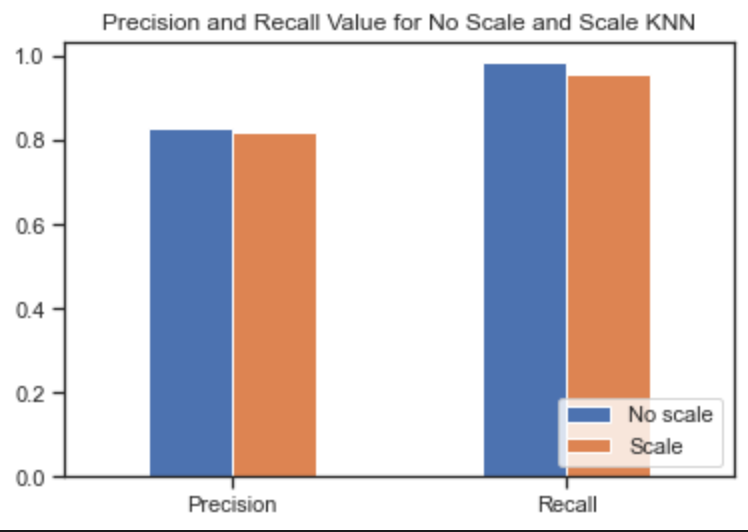 Precision and Recall Value for No Scale and Scale KNN
1.0
0.8
0.6
0.4
0.2
0.0
No scale
Scale
Precision
Recall